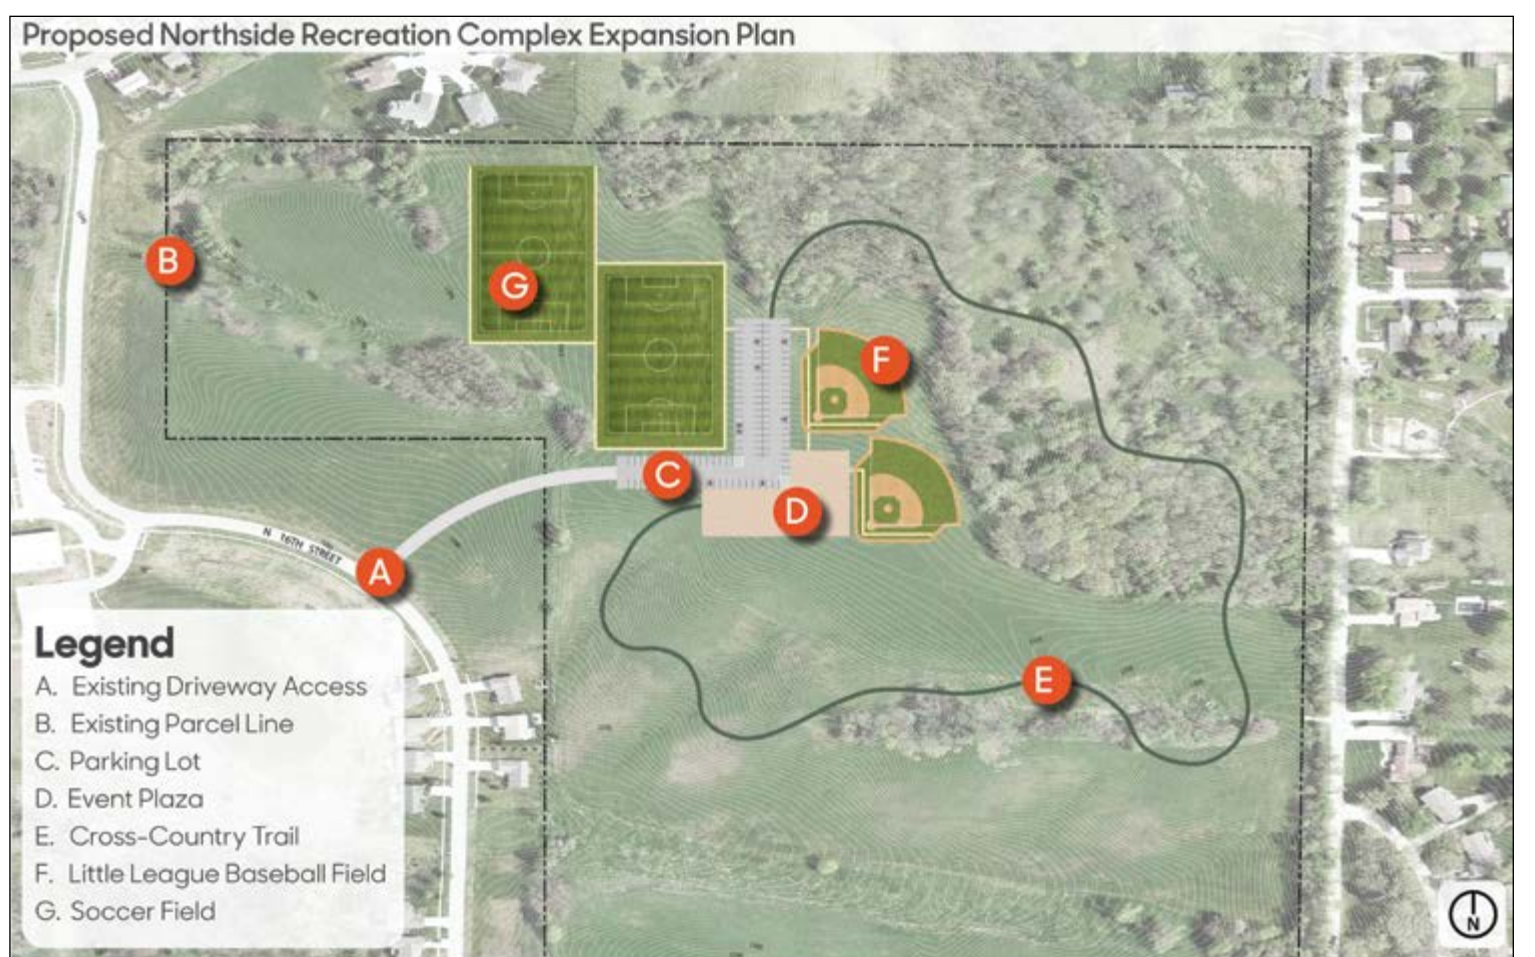 Proposed Northside Recreation Complex Expansion Plan
B
G
F
C
D
N 16TH STREET
A
E
Legend
A. Existing Driveway Access
B. Existing Parcel Line
C. Parking Lot
D. Event Plaza
E. Cross-Country Trail
F. Little League Baseball Field
G. Soccer Field
N